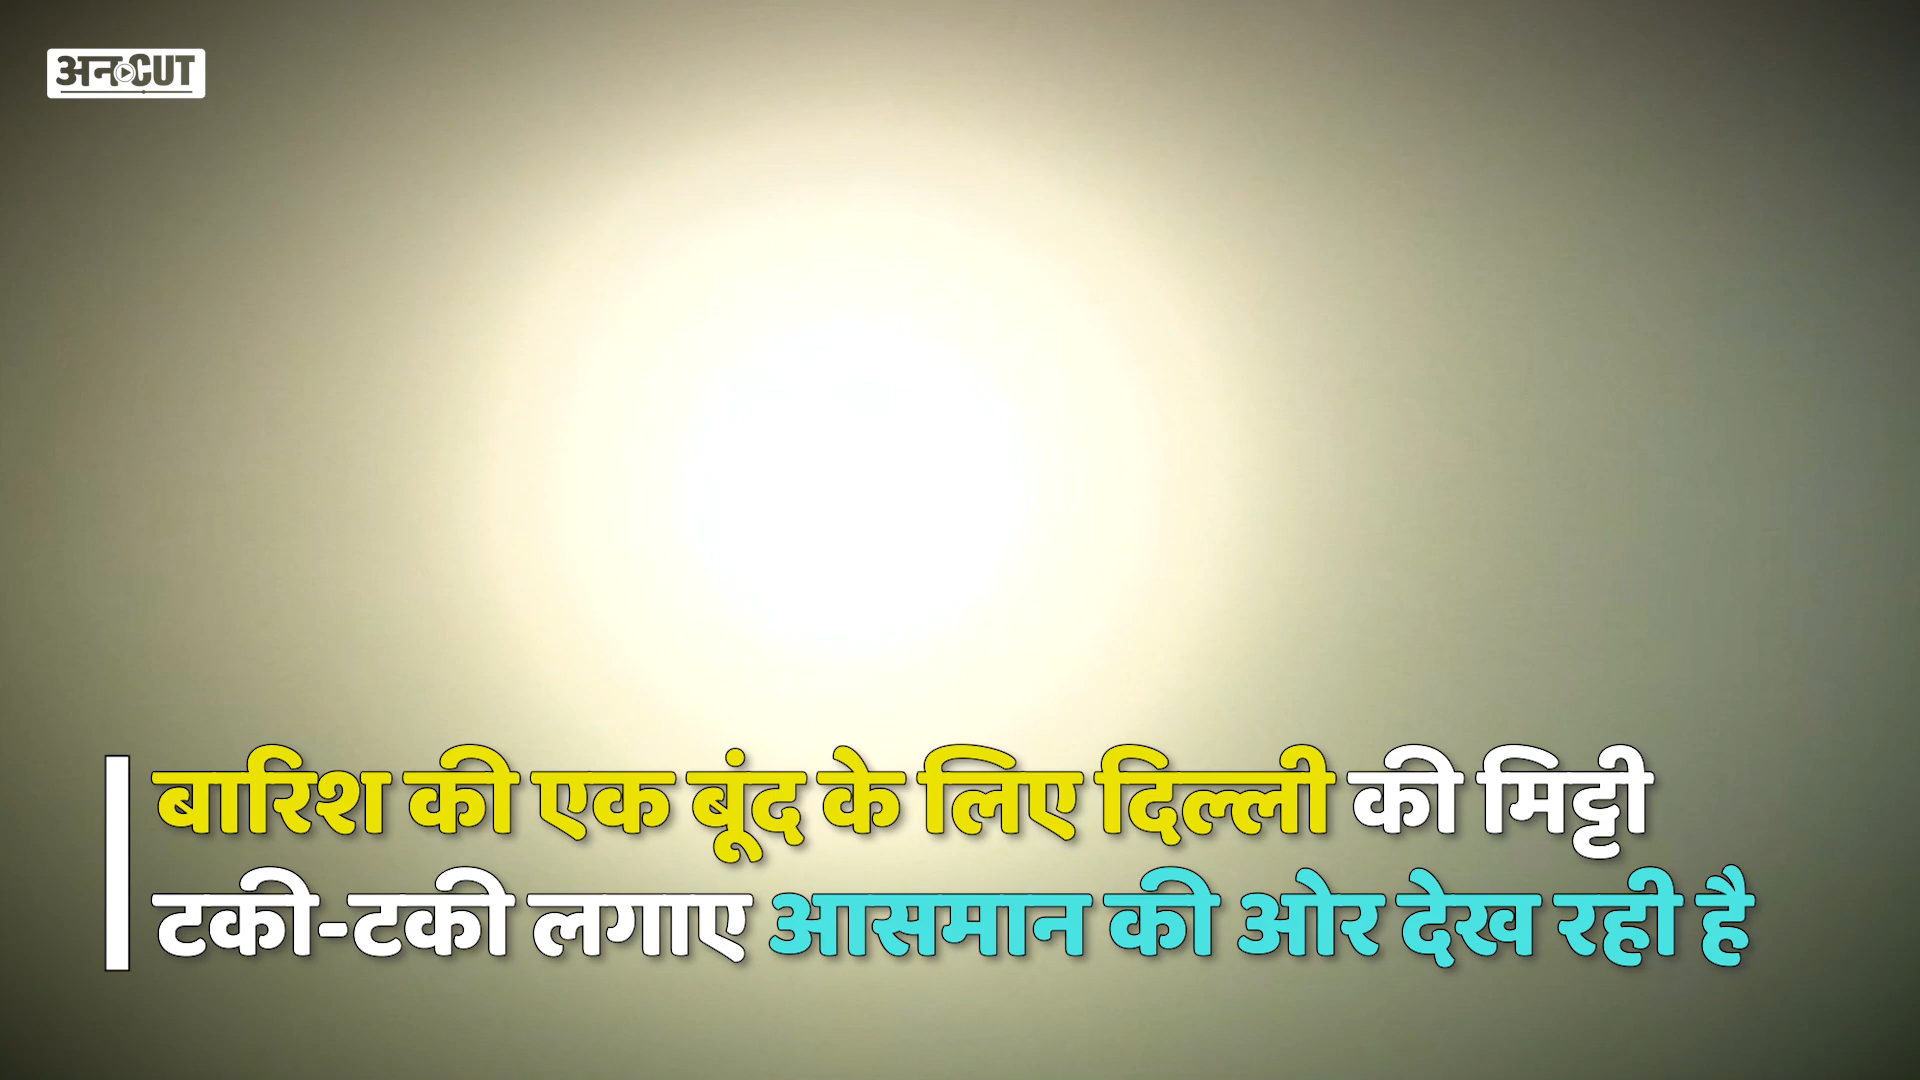 अनCUT
बारिश की एक बूंद के लिए दिल्ली की मिट्टी
टकी-टकी लगाए आसमान की ओर देख रही है